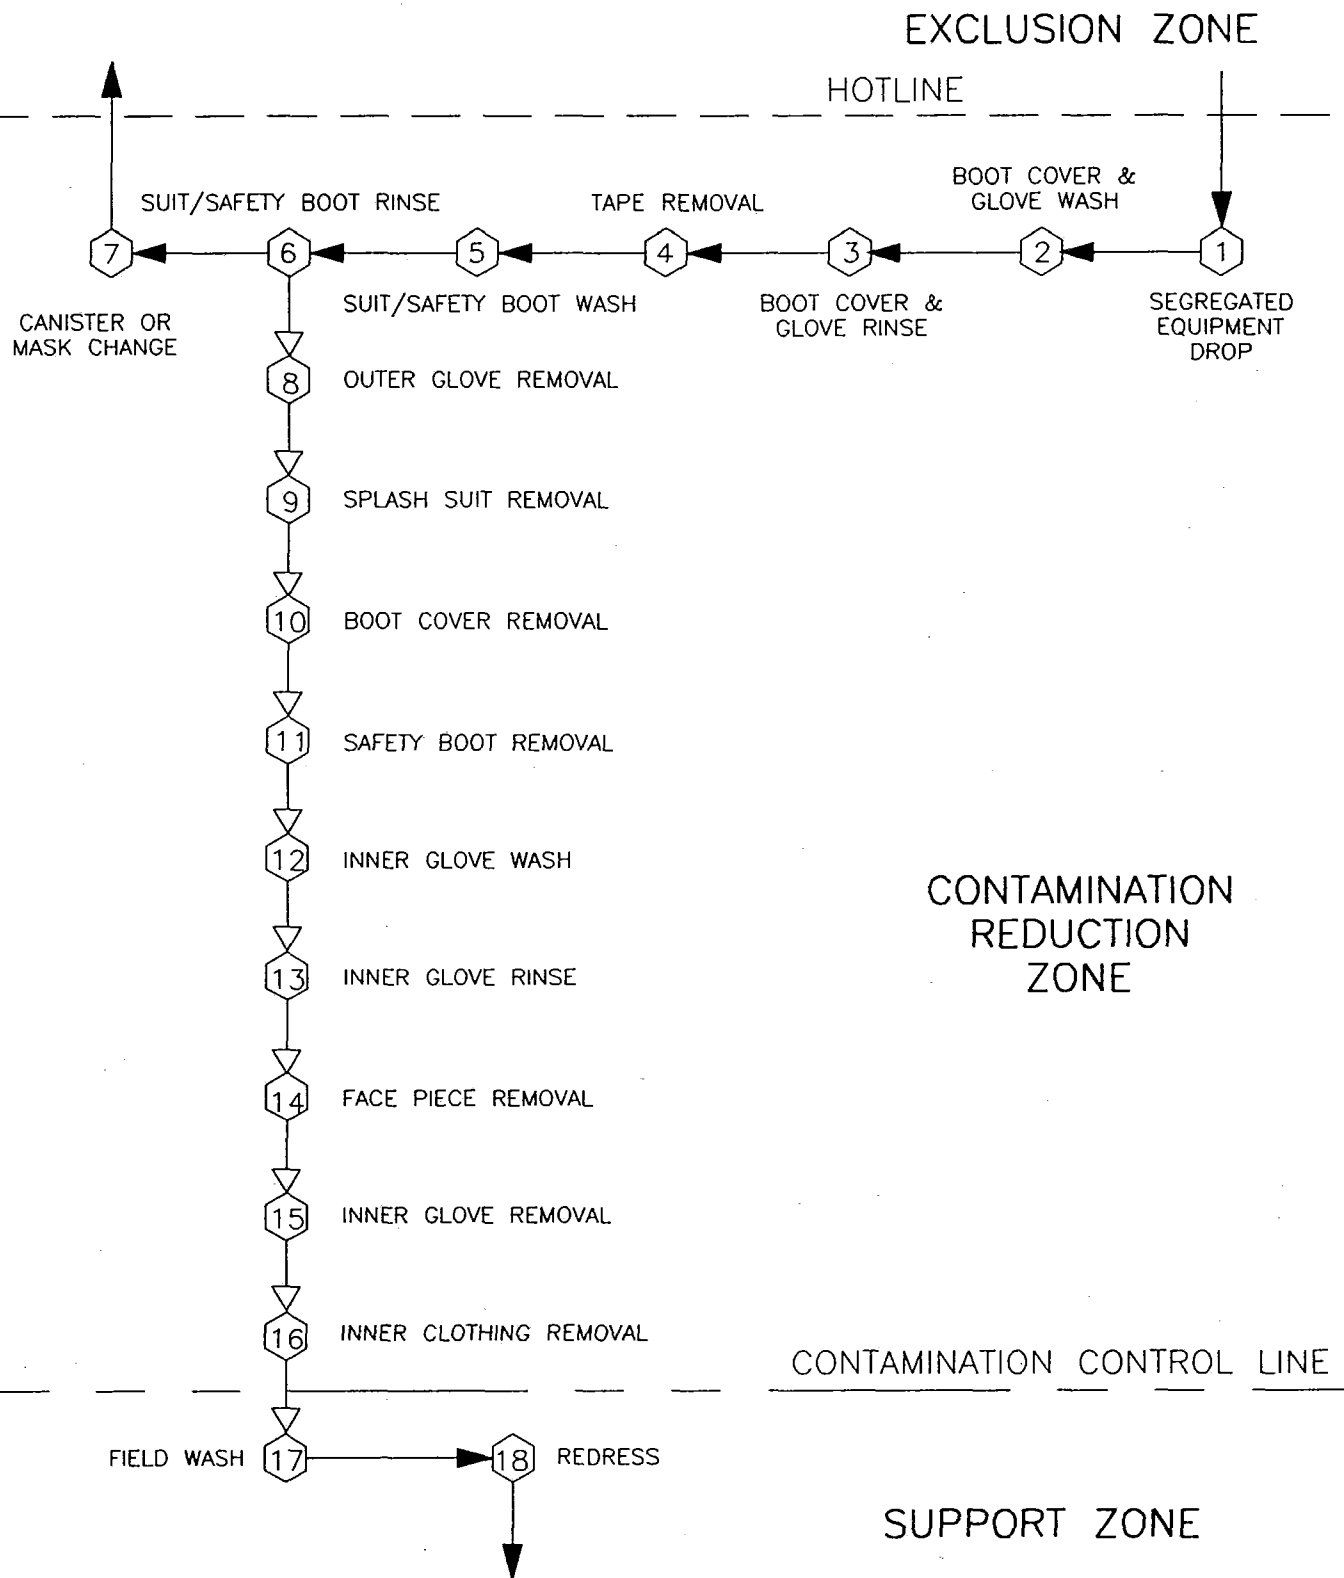 EXCLUSION ZONE
HOTLINE
BOOT COVER &
GLOVE WASH
SUIT/SAFETY BOOT RINSE
TAPE REMOVAL
7
6
5
4
3
2
1
SUIT/SAFETY BOOT WASH
BOOT COVER &
GLOVE RINSE
SEGREGATED
EQUIPMENT
DROP
CANISTER OR
MASK CHANGE
8 OUTER GLOVE REMOVAL
9 SPLASH SUIT REMOVAL
10 BOOT COVER REMOVAL
11 SAFETY BOOT REMOVAL
12 INNER GLOVE WASH
CONTAMINATION
REDUCTION
ZONE
13 INNER GLOVE RINSE
14 FACE PIECE REMOVAL
15 INNER GLOVE REMOVAL
16 INNER CLOTHING REMOVAL
CONTAMINATION CONTROL LINE
FIELD WASH 17
18 REDRESS
SUPPORT ZONE